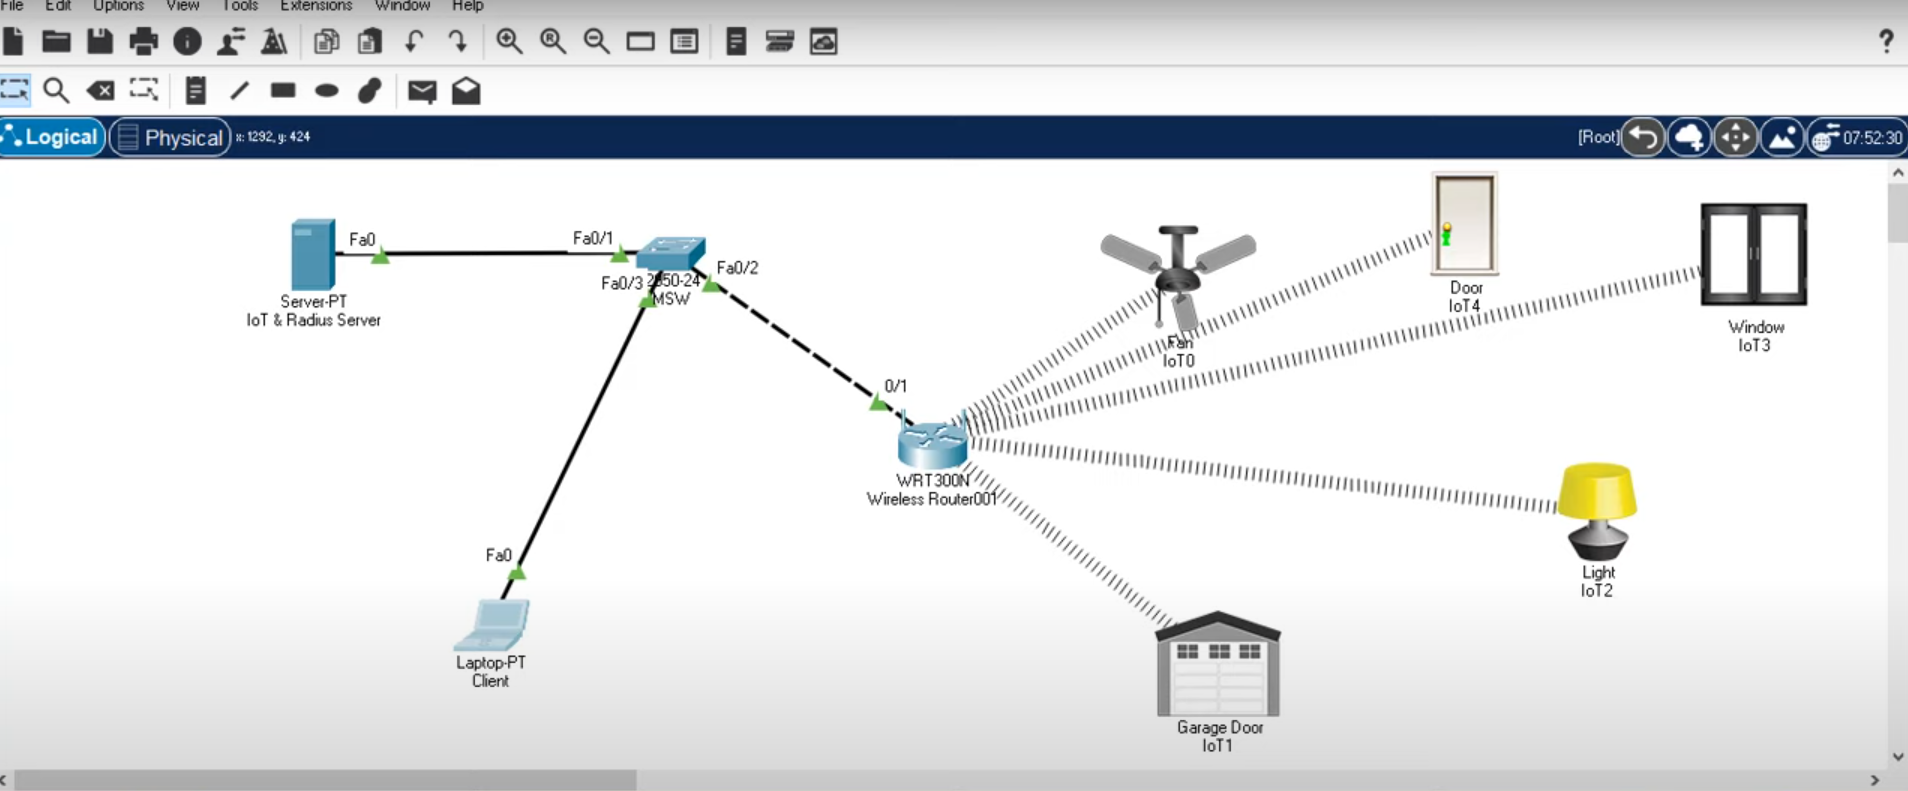 File Edit Options View Tools Extensions Window Help
?
Logical Physical x: 1292, y: 424 [Root] 07:52:30
Fa0 Fa0/1
Fa0/2
Fa0/3 2950-24
MSW
Server-PT
IoT & Radius Server
Door
IoT4
Window
IoT3
Fan
IoT0
0/1
WRT300N
Wireless Router001
Fa0
Light
IoT2
Laptop-PT
Client
Garage Door
IoT1